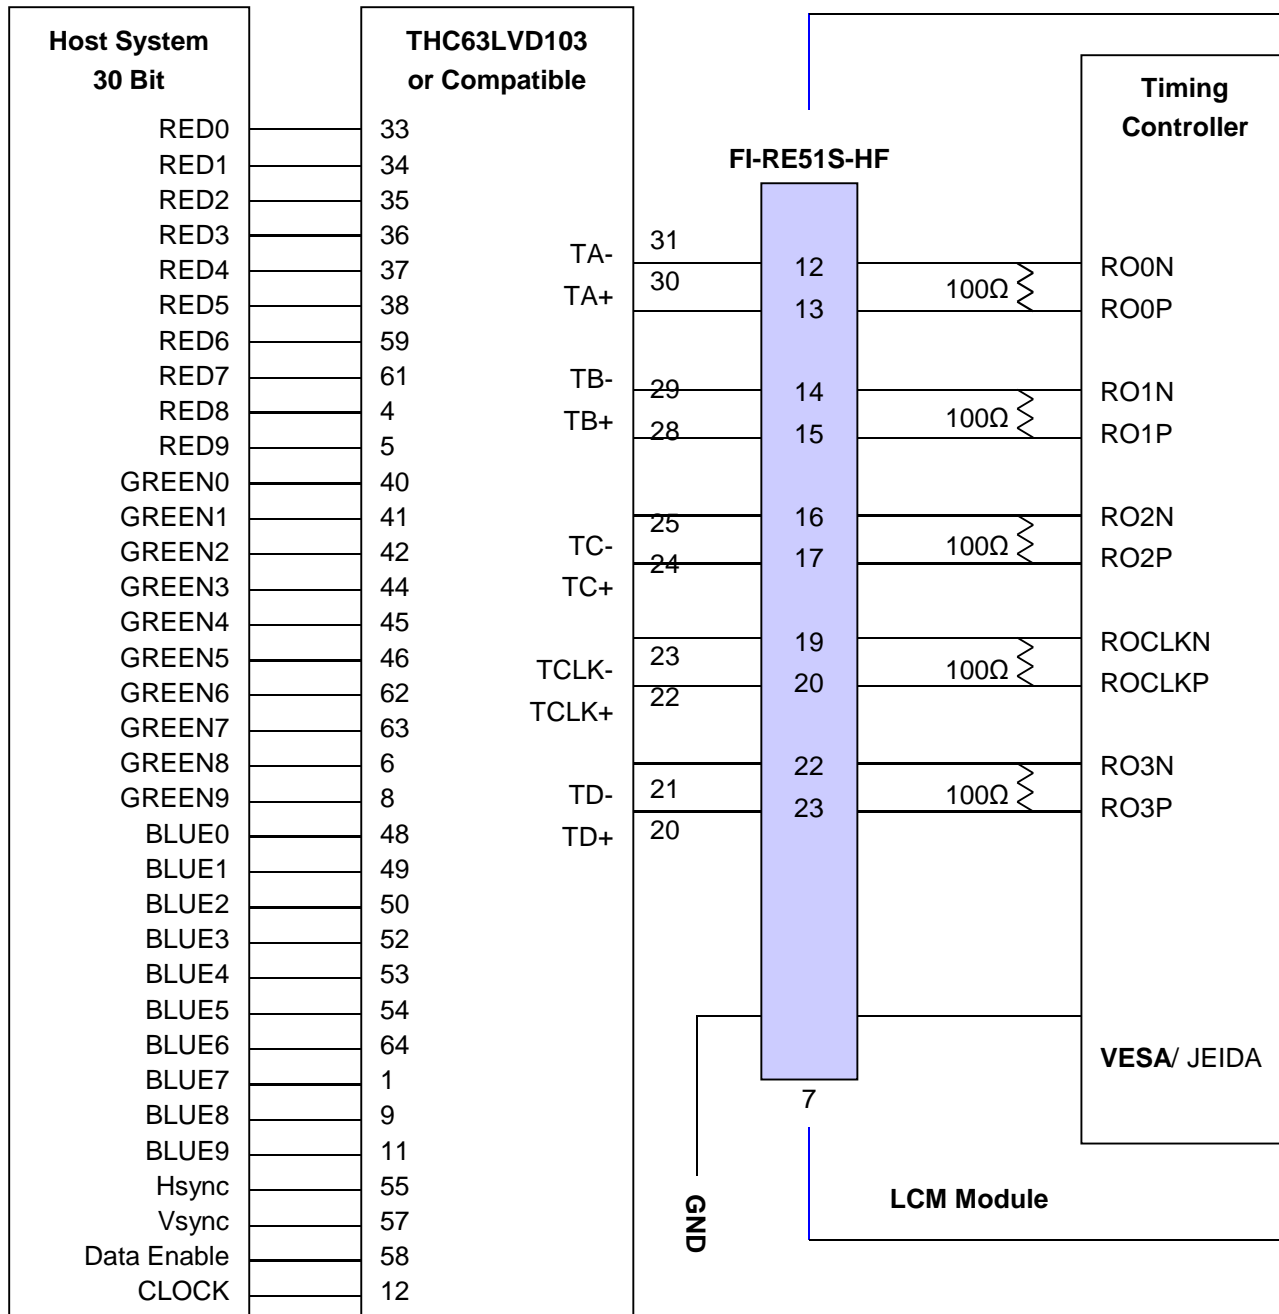 Host System
30 Bit
RED0
RED1
RED2
RED3
RED4
RED5
RED6
RED7
RED8
RED9
GREEN0
GREEN1
GREEN2
GREEN3
GREEN4
GREEN5
GREEN6
GREEN7
GREEN8
GREEN9
BLUE0
BLUE1
BLUE2
BLUE3
BLUE4
BLUE5
BLUE6
BLUE7
BLUE8
BLUE9
Hsync
Vsync
Data Enable
CLOCK
THC63LVD103
or Compatible
33
34
35
36
37
38
59
61
4
5
40
41
42
44
45
46
62
63
6
8
48
49
50
52
53
54
64
1
9
11
55
57
58
12
TA-
TA+
TB-
TB+
TC-
TC+
TCLK-
TCLK+
TD-
TD+
31
30
29
28
25
24
23
22
21
20
FI-RE51S-HF
12
13
14
15
16
17
19
20
22
23
7
GND
100Ω
100Ω
100Ω
100Ω
100Ω
Timing
Controller
RO0N
RO0P
RO1N
RO1P
RO2N
RO2P
ROCLKN
ROCLKP
RO3N
RO3P
VESA/ JEIDA
LCM Module